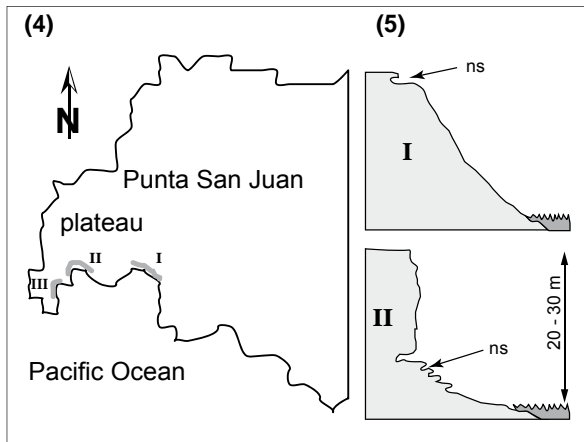 (4)
N
Punta San Juan
plateau
III
II
I
Pacific Ocean
(5)
ns
I
II
ns
20 - 30 m